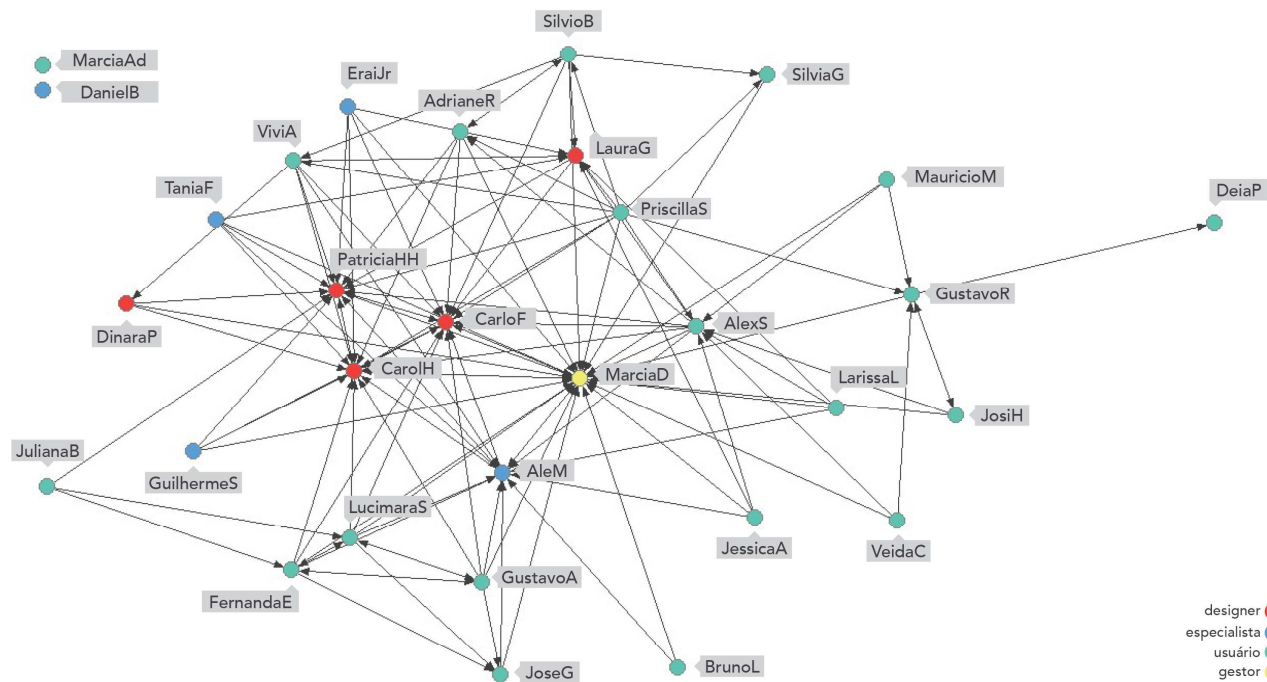 SilvioB
MarciaAd
DanielB
EraiJr
SilviaG
AdrianeR
ViviA
LauraG
MauricioM
TaniaF
DeiaP
PriscillaS
PatriciaHH
GustavoR
CarloF
AlexS
DinaraP
CarolH
MarciaD
LarissaL
JosiH
JulianaB
GuilhermeS
AleM
LucimaraS
JessicaA
VeidaC
GustavoA
FernandaE
JoseG
BrunoL
designer
especialista
usuário
gestor